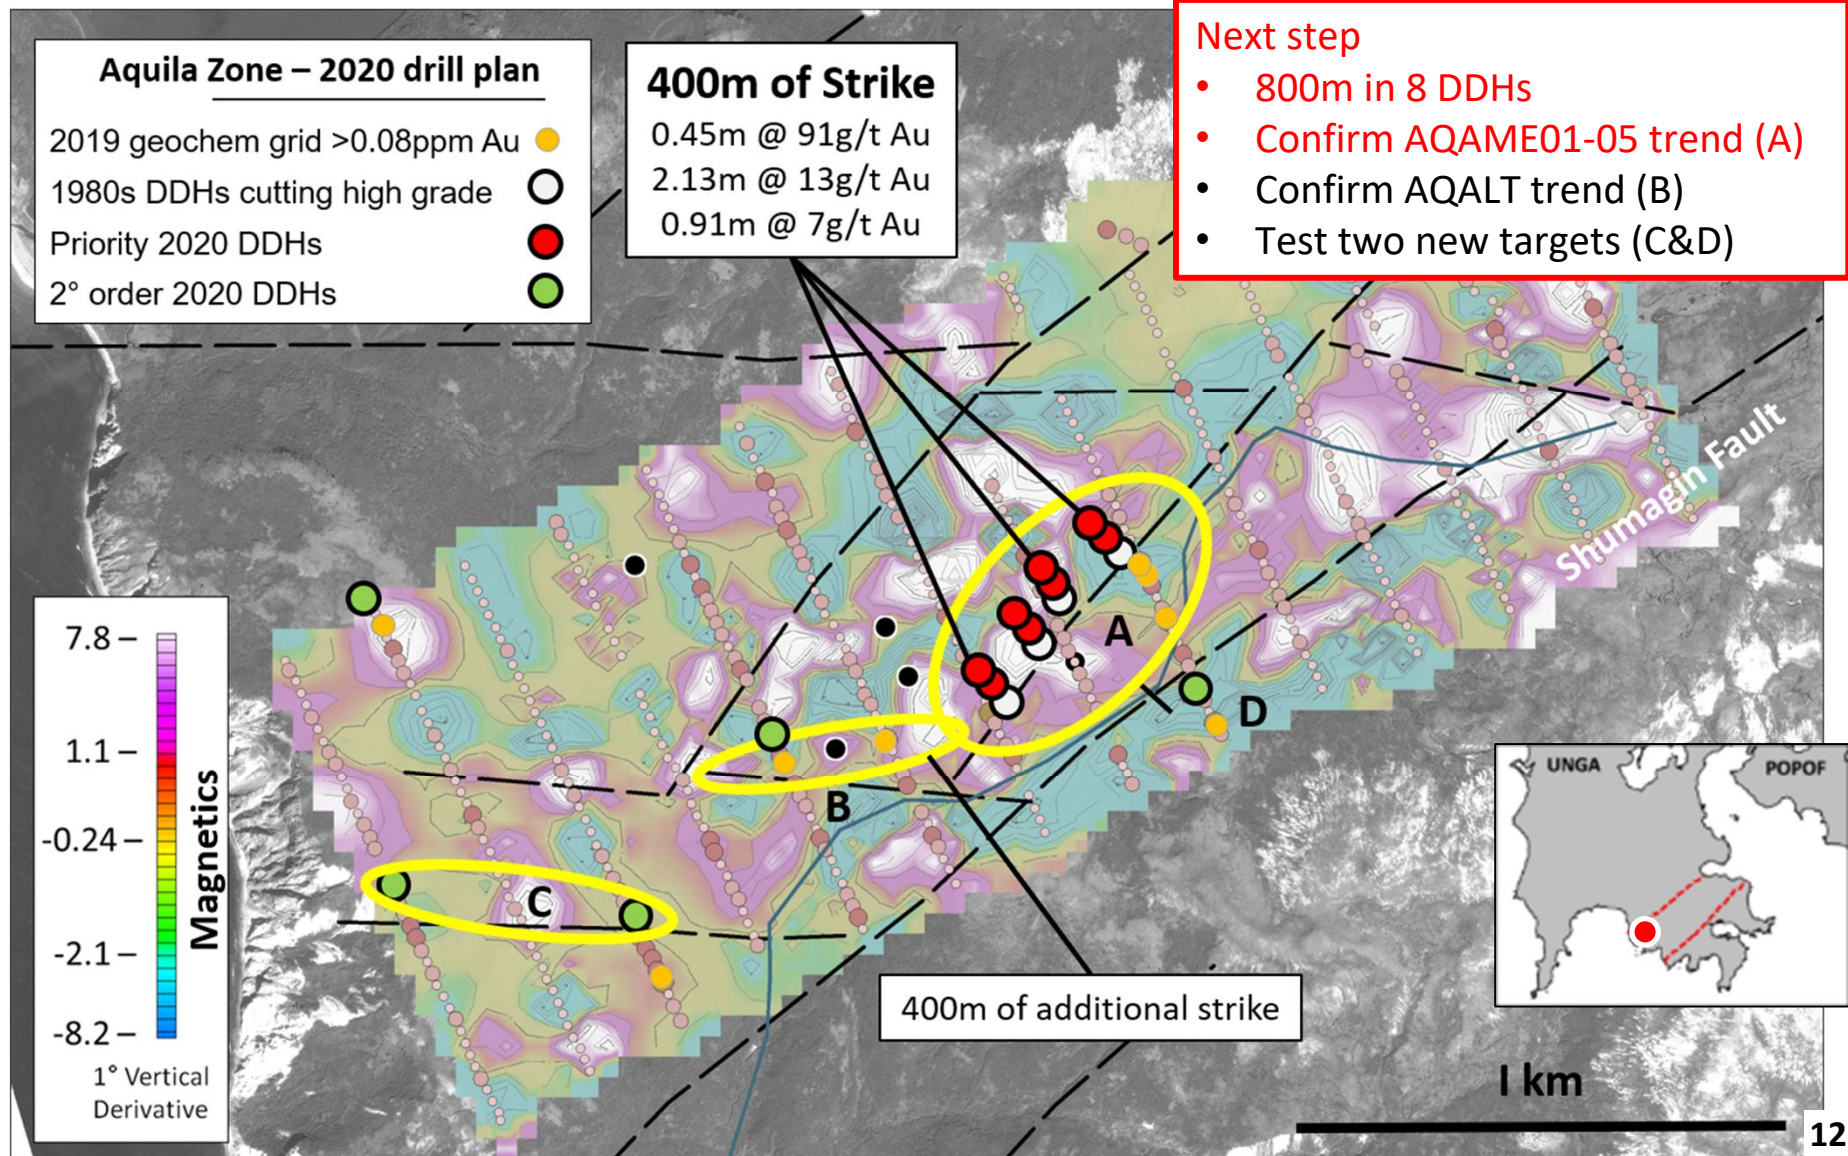 Aquila Zone – 2020 drill plan
2019 geochem grid >0.08ppm Au
1980s DDHs cutting high grade
Priority 2020 DDHs
2° order 2020 DDHs
400m of Strike
0.45m @ 91g/t Au
2.13m @ 13g/t Au
0.91m @ 7g/t Au
Next step
• 800m in 8 DDHs
• Confirm AQAME01-05 trend (A)
• Confirm AQALT trend (B)
• Test two new targets (C&D)
Shumagin Fault
A
D
B
C
7.8
1.1
-0.24
-2.1
-8.2
Magnetics
1° Vertical
Derivative
400m of additional strike
UNGA
POPOF
I km
12